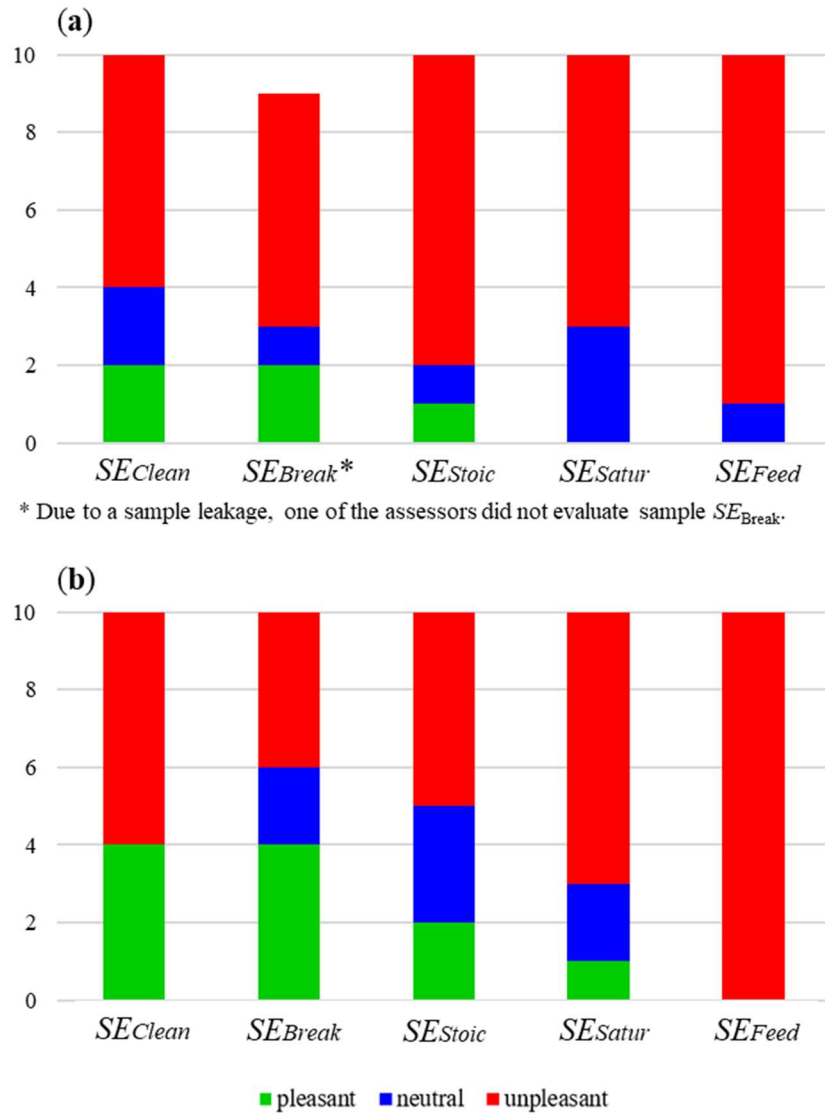 (a)
10
8
6
4
2
0
SEClean SEBreak* SEStoic SESatur SEFeed
* Due to a sample leakage, one of the assessors did not evaluate sample SEBreak.
(b)
10
8
6
4
2
0
SEClean SEBreak SEStoic SESatur SEFeed
pleasant neutral unpleasant